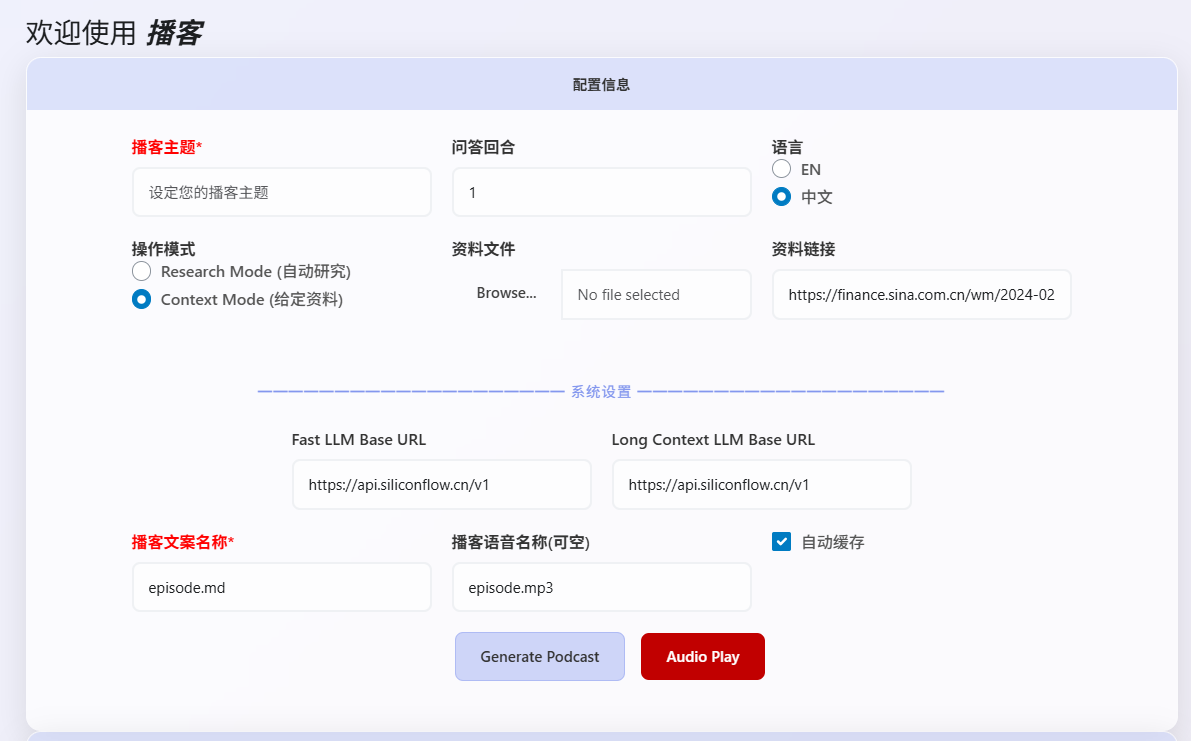 欢迎使用 播客
配置信息
播客主题*
问答回合
语言
设定您的播客主题
1
EN
中文
操作模式
资料文件
资料链接
Research Mode (自动研究)
Context Mode (给定资料)
Browse...
No file selected
https://finance.sina.com.cn/wm/2024-02
———————————————————— 系统设置 ————————————————————
Fast LLM Base URL
Long Context LLM Base URL
https://api.siliconflow.cn/v1
https://api.siliconflow.cn/v1
播客文案名称*
播客语音名称(可空)
自动缓存
episode.md
episode.mp3
Generate Podcast
Audio Play